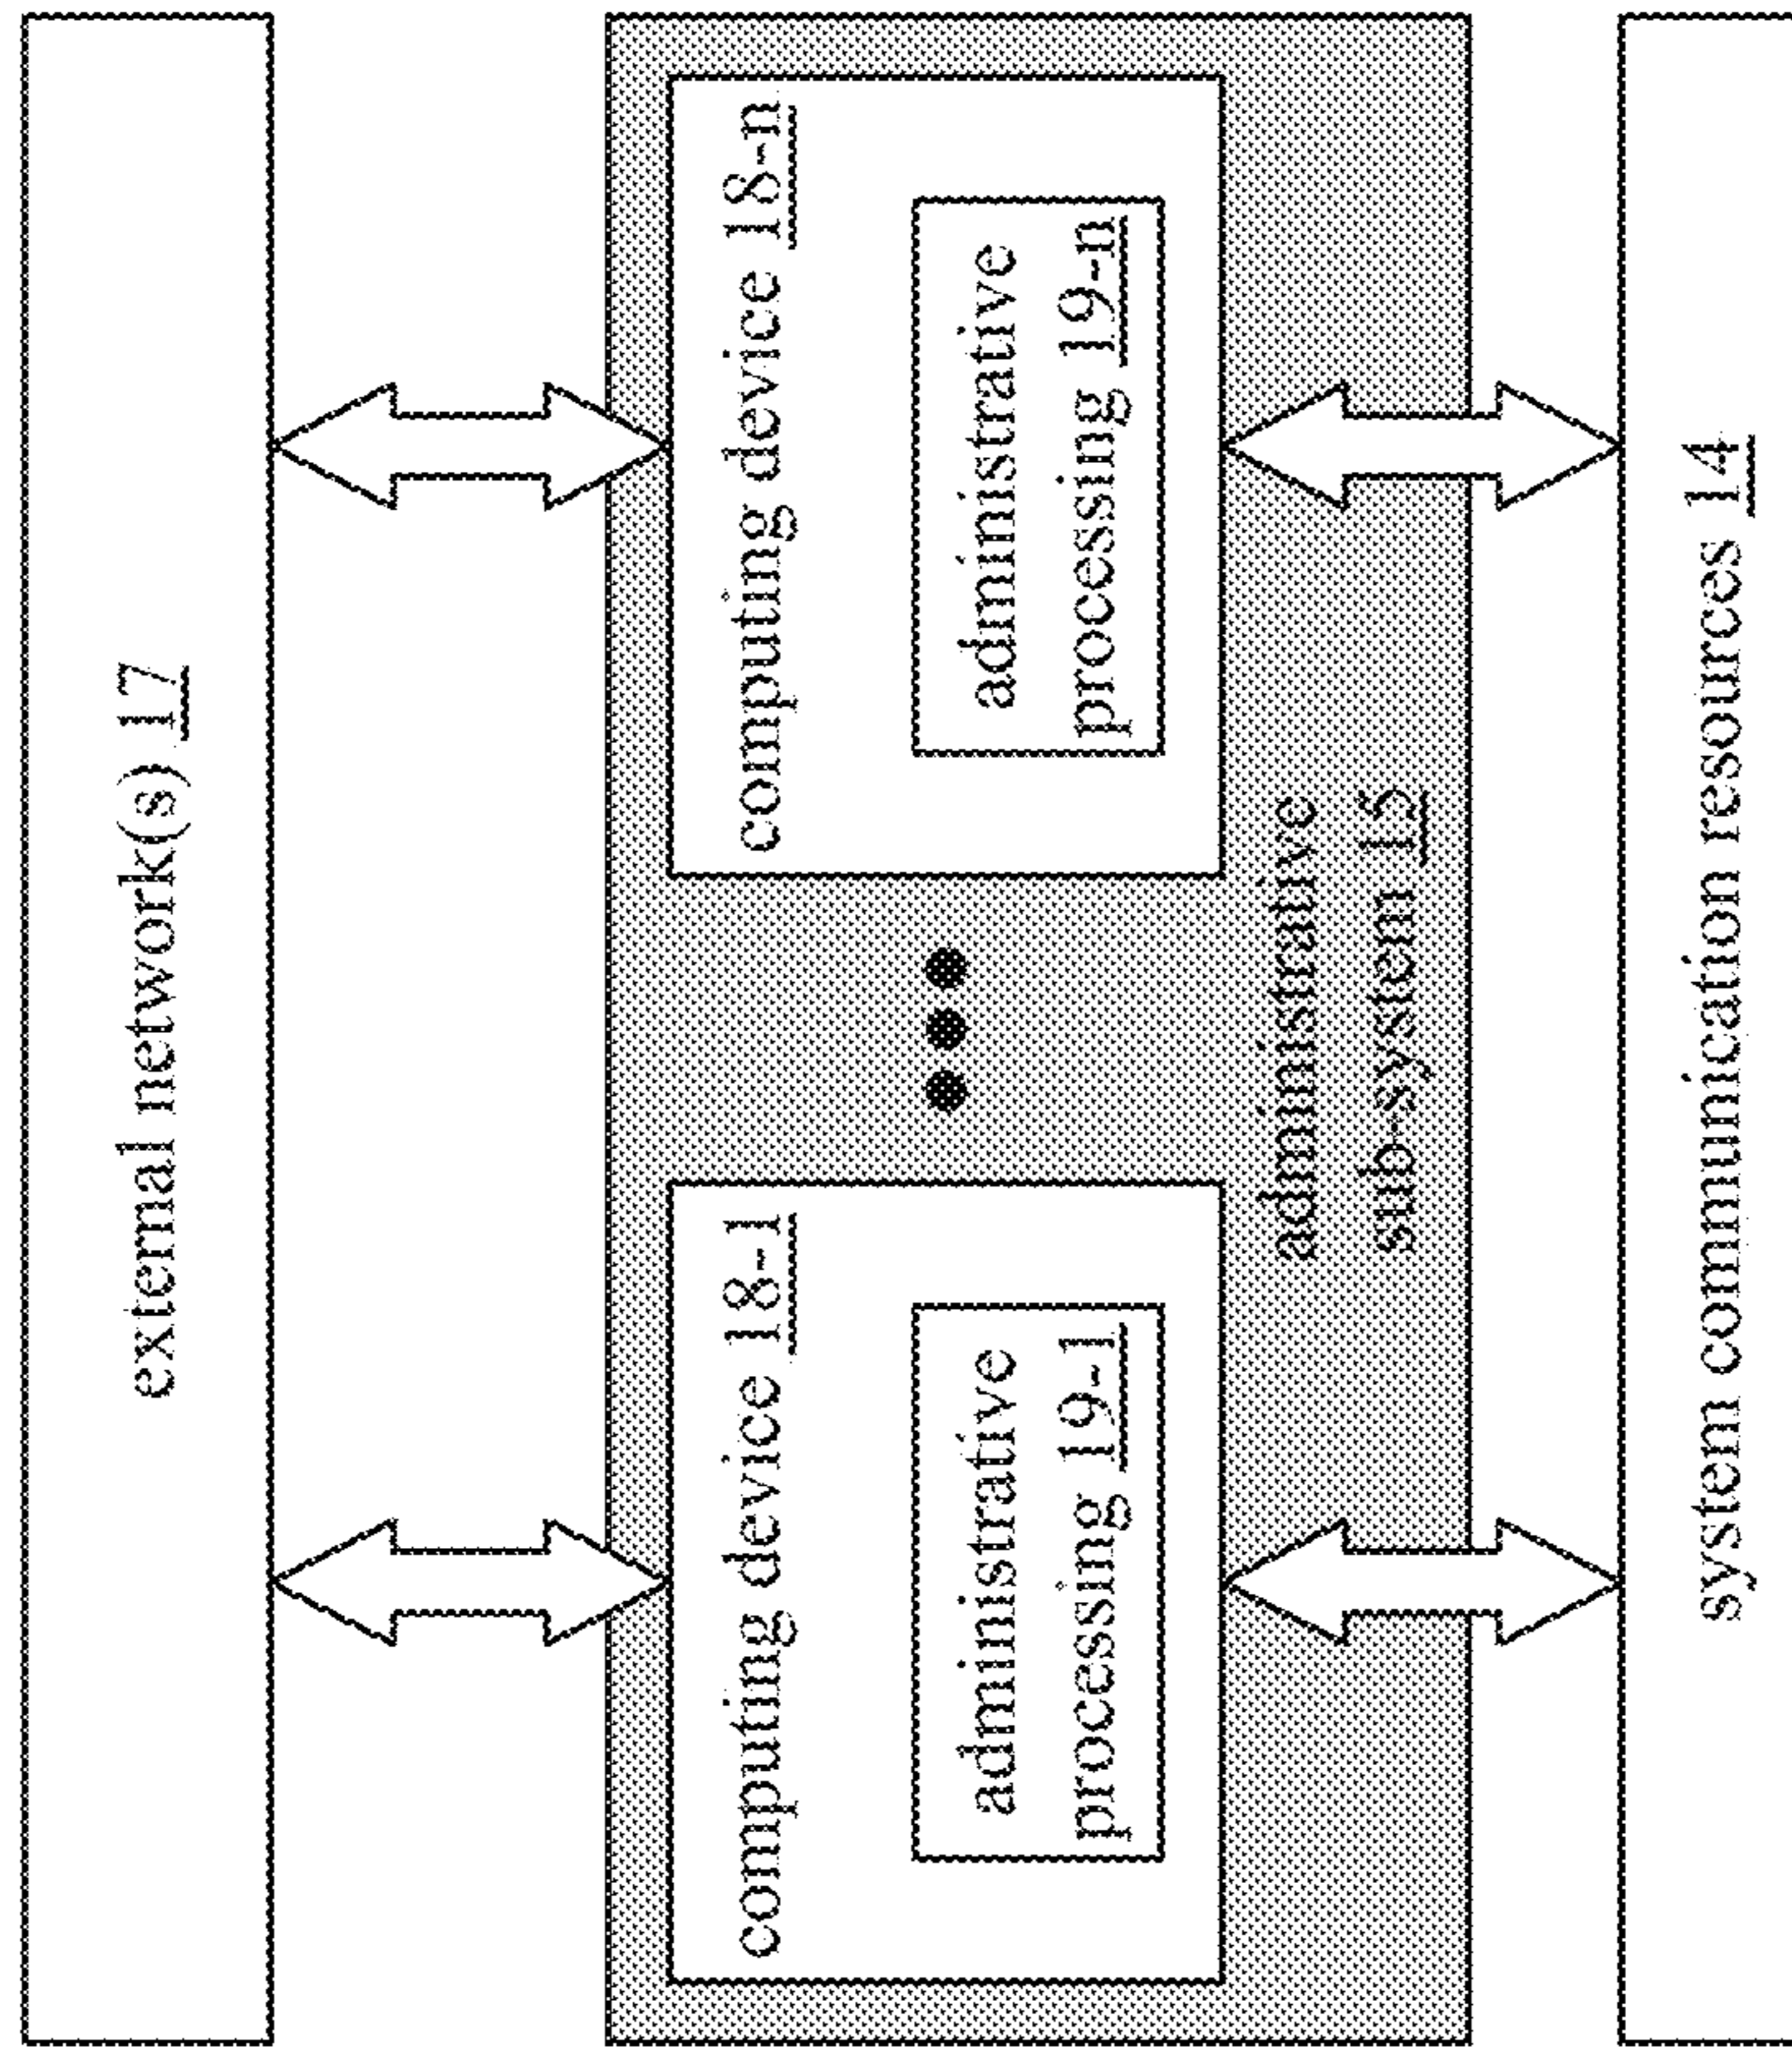 external network(s) 17
computing device 18-1
administrative
processing 19-1
computing device 18-n
administrative
processing 19-n
administrative
sub-system 15
system communication resources 14